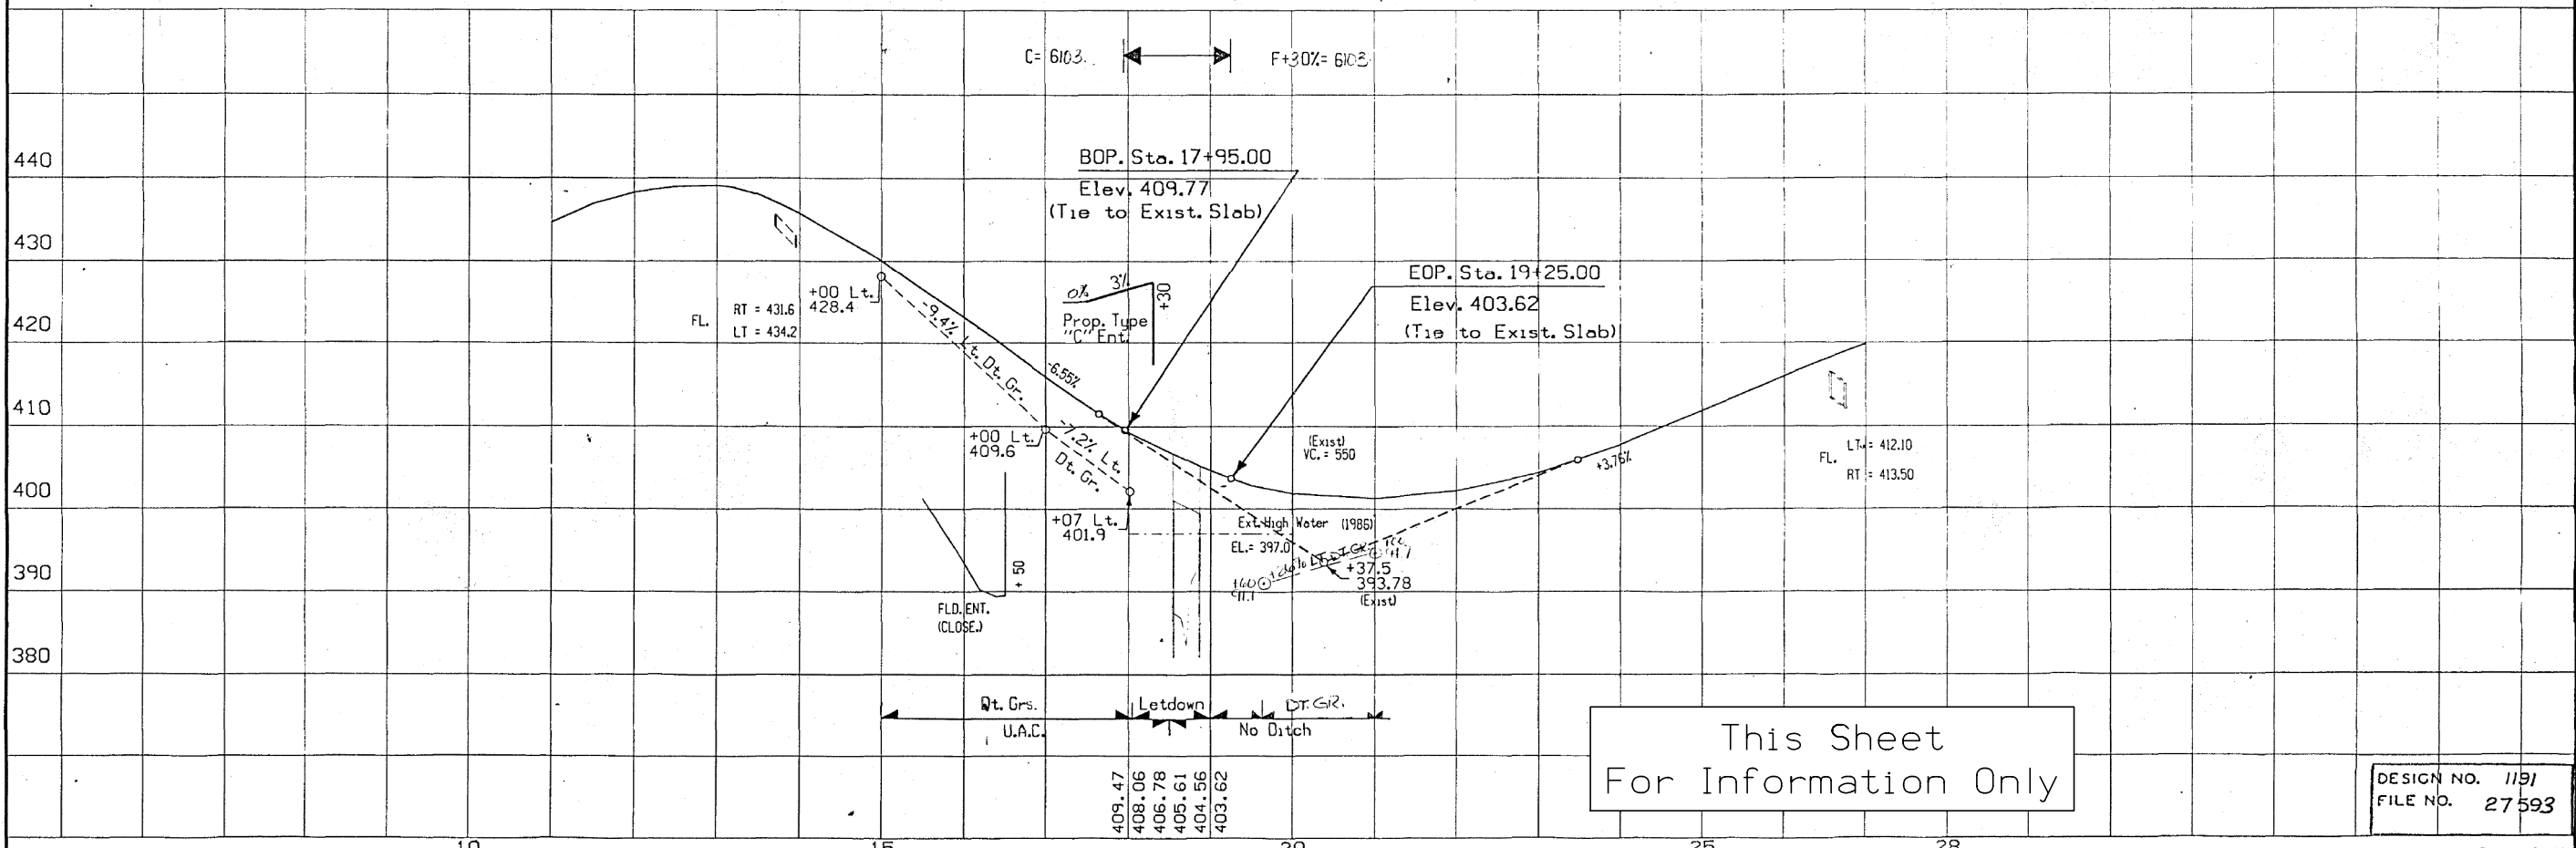 C= 6103.
F+30%= 6103
440
430
420
410
400
390
380
BOP. Sta. 17+95.00
Elev. 409.77
(Tie to Exist. Slab)
EOP. Sta. 19+25.00
Elev. 403.62
(Tie to Exist. Slab)
0%
3%
+30
Prop. Type
"C" Ent.
FL.
RT = 431.6
LT = 434.2
+00 Lt.
428.4
-9.4% Lt. Dt. Gr.
-6.55%
+00 Lt.
409.6
-7.2% Lt.
Dt. Gr.
+07 Lt.
401.9
(Exist)
VC. = 550
+3.76%
FL.
LT. = 412.10
RT = 413.50
Ext. High Water (1986)
EL.= 397.0
LT. DT. GR.
+60
+37.5
393.78
(Exist)
+50
FLD. ENT.
(CLOSE.)
Dt. Grs.
Letdown
DT. GR.
U.A.C.
No Ditch
409.47
408.06
406.78
405.61
404.56
403.62
This Sheet
For Information Only
DESIGN NO. 1191
FILE NO. 27593
10
15
20
25
28